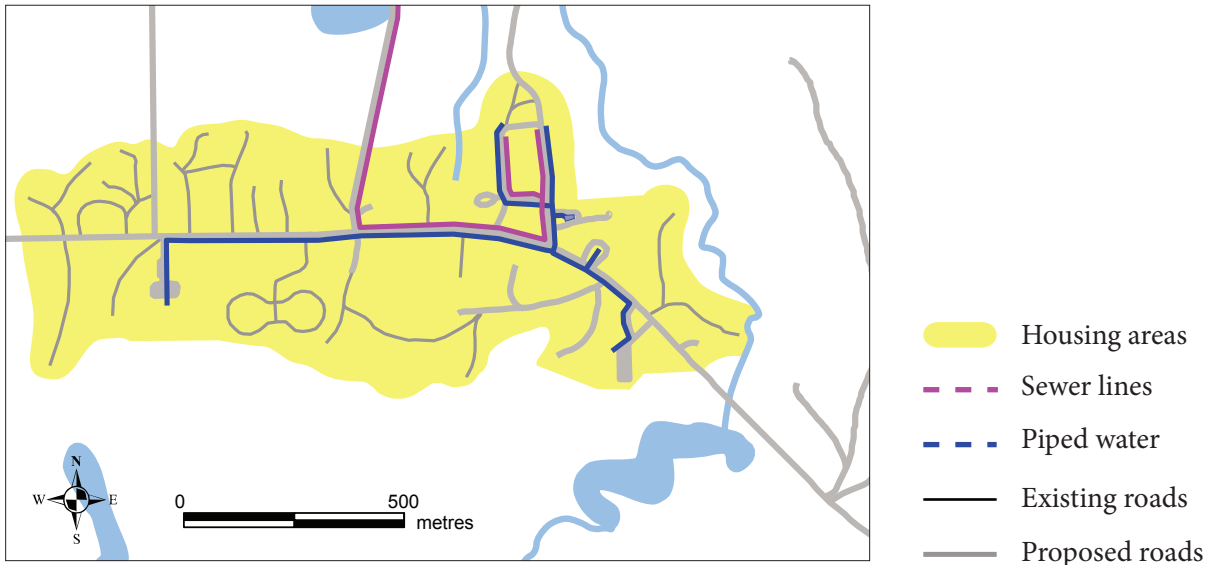 Housing areas
Sewer lines
Piped water
Existing roads
Proposed roads
N
W E
S
0 500
metres